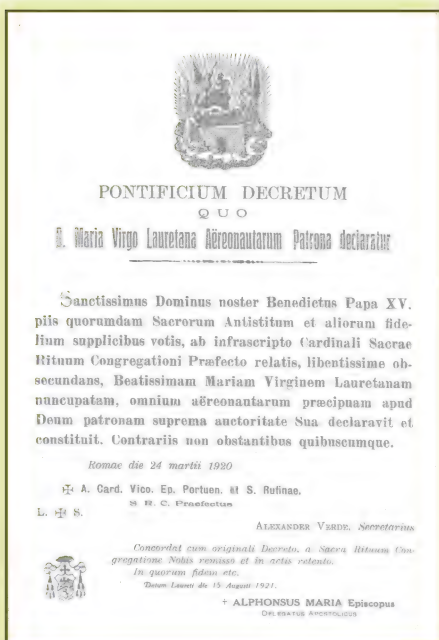 PONTIFICIUM DECRETUM
QUO
B. Maria Virgo Lauretana Aëreonautarum Patrona declaratur
Sanctissimus Dominus noster Benedictus Papa XV.
piis quorumdam Sacrorum Antistitum et aliorum fide-
lium supplicibus votis, ab infrascripto Cardinali Sacrae
Rituum Congregationi Præfecto relatis, libentissime ob-
secundans, Beatissimam Mariam Virginem Lauretanam
nuncupatam, omnium aëreonautarum præcipuam apud
Deum patronam suprema auctoritate Sua declaravit et
constituit. Contrariis non obstantibus quibuscumque.
Romae die 24 martii 1920
✠ A. Card. Vico. Ep. Portuen. et S. Rufinae.
S. R. C. Praefectus
L. ✠ S.
ALEXANDER VERDE, Secretarius
Concordat cum originali Decreto, a Sacra Rituum Con-
gregatione Nobis remisso et in actis retento.
In quorum fidem etc.
Datum Laureti die 15 Augusti 1921.
+ ALPHONSUS MARIA Episcopus
DELEGATUS APOSTOLICUS